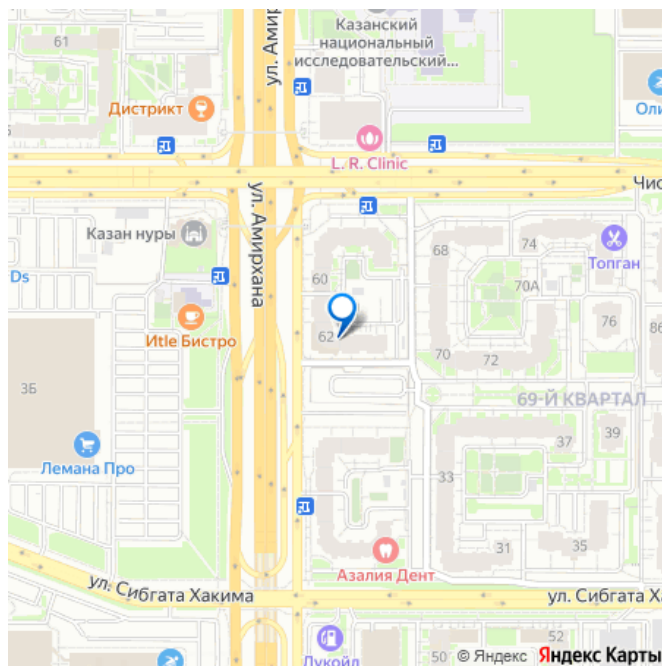 61
Казанский
национальный
исследовательский...
ул. Амир
Дистрикт
Оли
L. R. Clinic
Чис
ул. Амирхана
Казан нуры
74
68
Топган
Ds
60
70А
Итle Бистро
76
86
62
70
72
3Б
69-Й КВАРТАЛ
37
39
Лемана Про
33
31
35
Азалия Дент
ул. Сибгата Хакима
ул. Сибгата Ха
Лукойл
50
52
© Яндекс Яндекс Карты